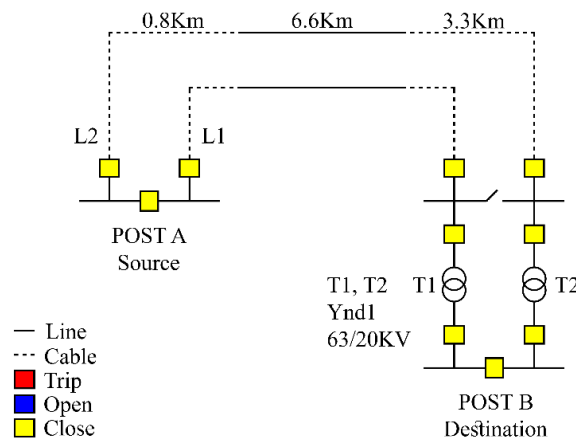 0.8Km 6.6Km 3.3Km
L2 L1
POST A
Source
T1, T2
Ynd1
63/20KV
T1 T2
Line
Cable
Trip
Open
Close
POST B
Destination